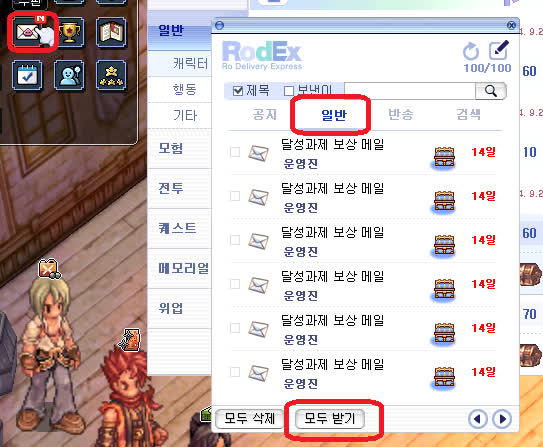 우편
N
일반
캐릭터
행동
기타
모험
전투
퀘스트
메모리얼
위업
RodEx
Ro Delivery Express
100/100
제목
보낸이
공지
일반
반송
검색
달성과제 보상 메일
운영진
14일
달성과제 보상 메일
운영진
14일
달성과제 보상 메일
운영진
14일
달성과제 보상 메일
운영진
14일
달성과제 보상 메일
운영진
14일
달성과제 보상 메일
운영진
14일
모두 삭제
모두 받기
60
10
60
70